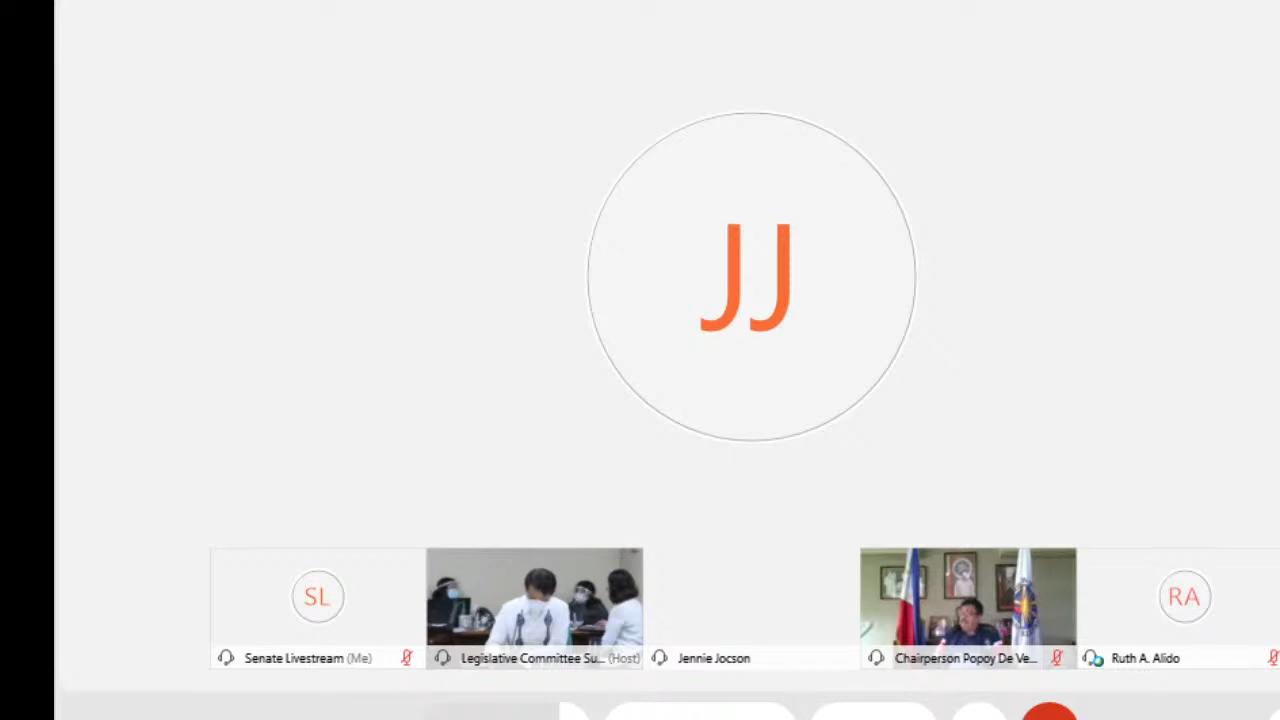 JJ
SL
RA
Senate Livestream (Me)
Legislative Committee Su... (Host)
Jennie Jocson
Chairperson Popoy De Ve...
Ruth A. Alido